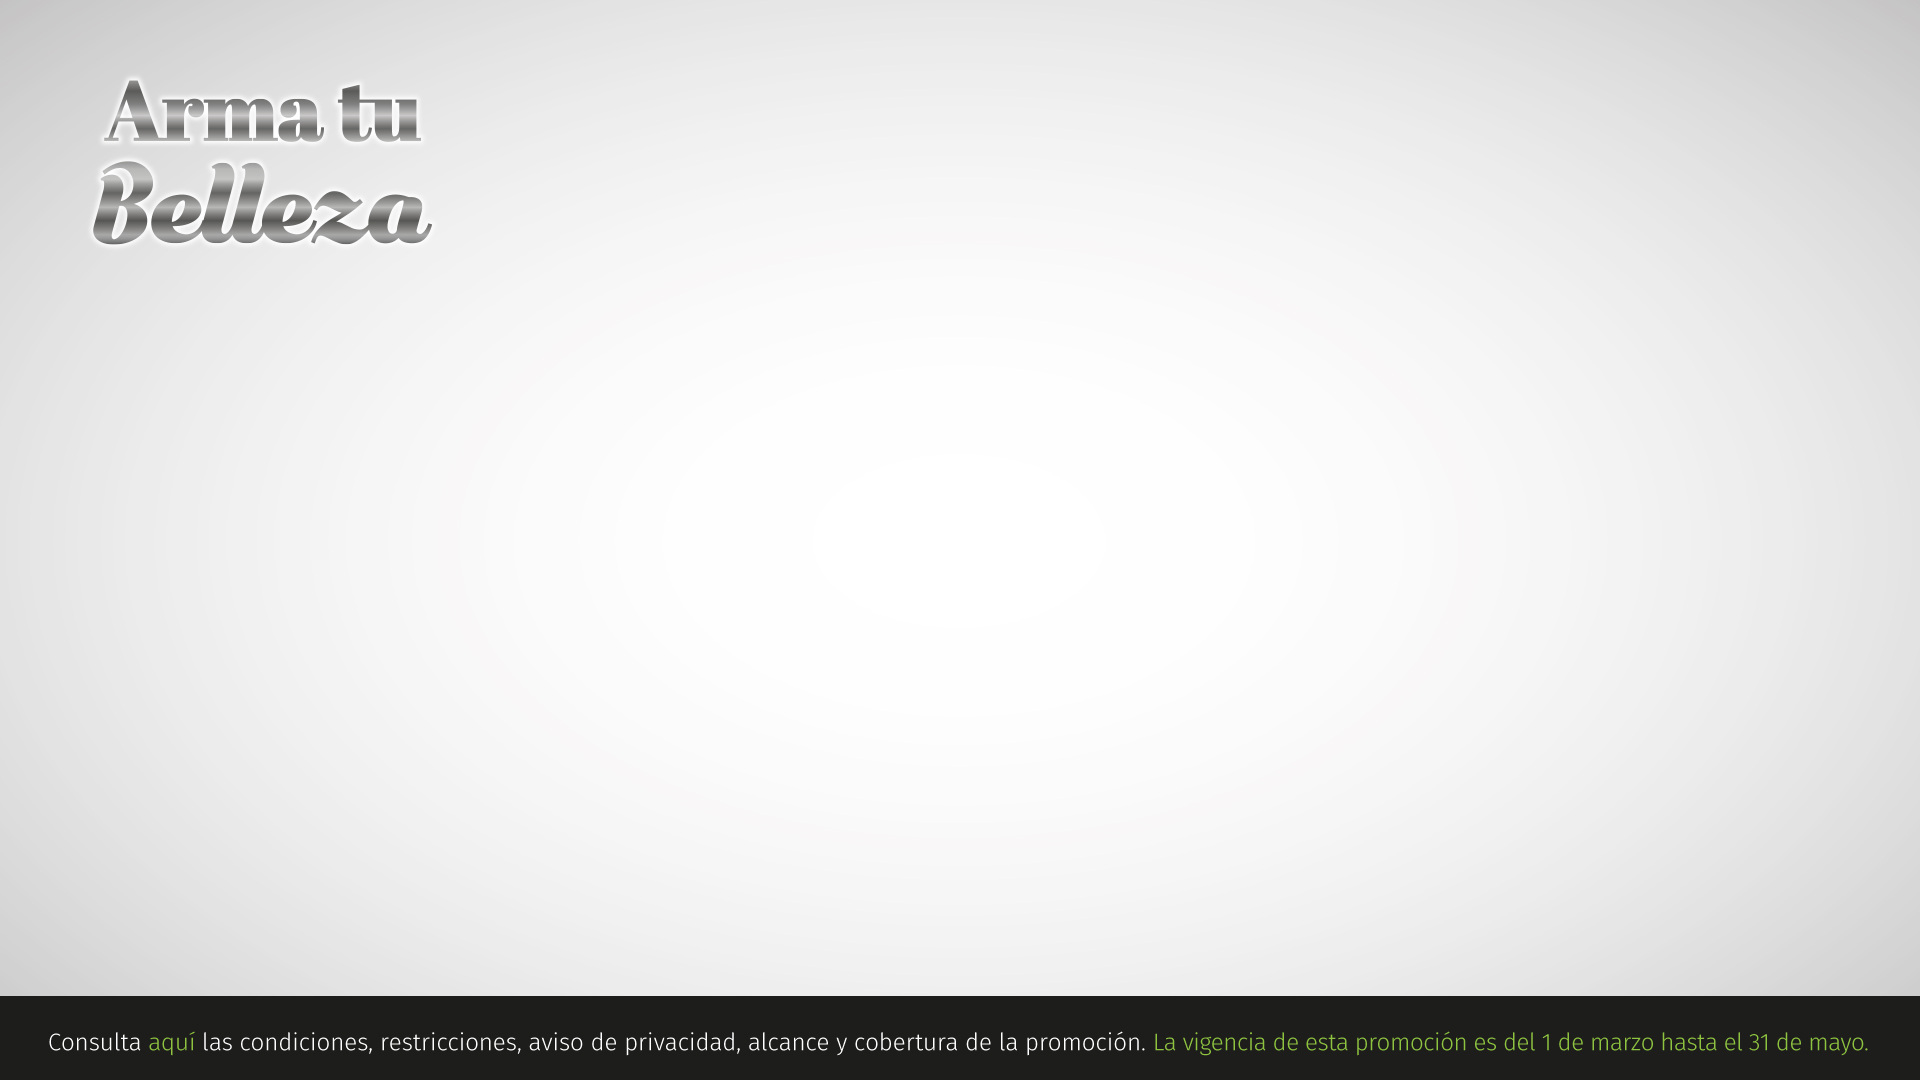 Arma tu
Belleza
Consulta aquí las condiciones, restricciones, aviso de privacidad, alcance y cobertura de la promoción. La vigencia de esta promoción es del 1 de marzo hasta el 31 de mayo.